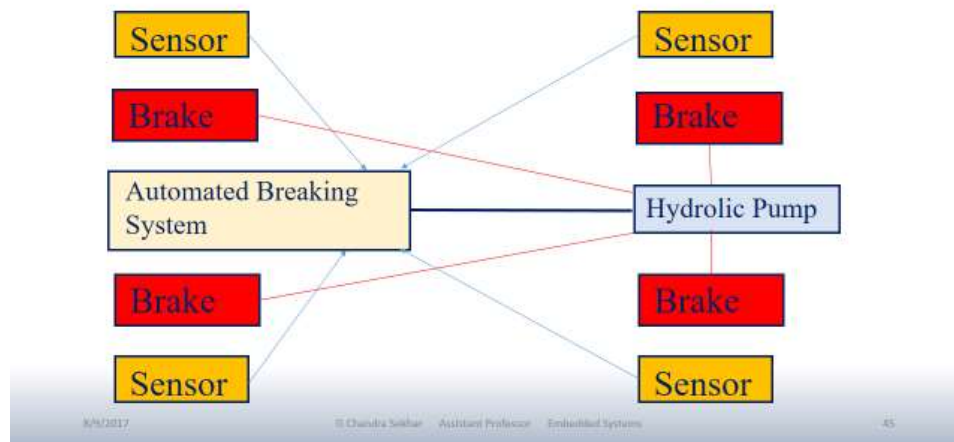 Sensor
Sensor
Brake
Brake
Automated Breaking
System
Hydrolic Pump
Brake
Brake
Sensor
Sensor
8/9/2017
Chandra Sekhar Assistant Professor Embedded Systems
45